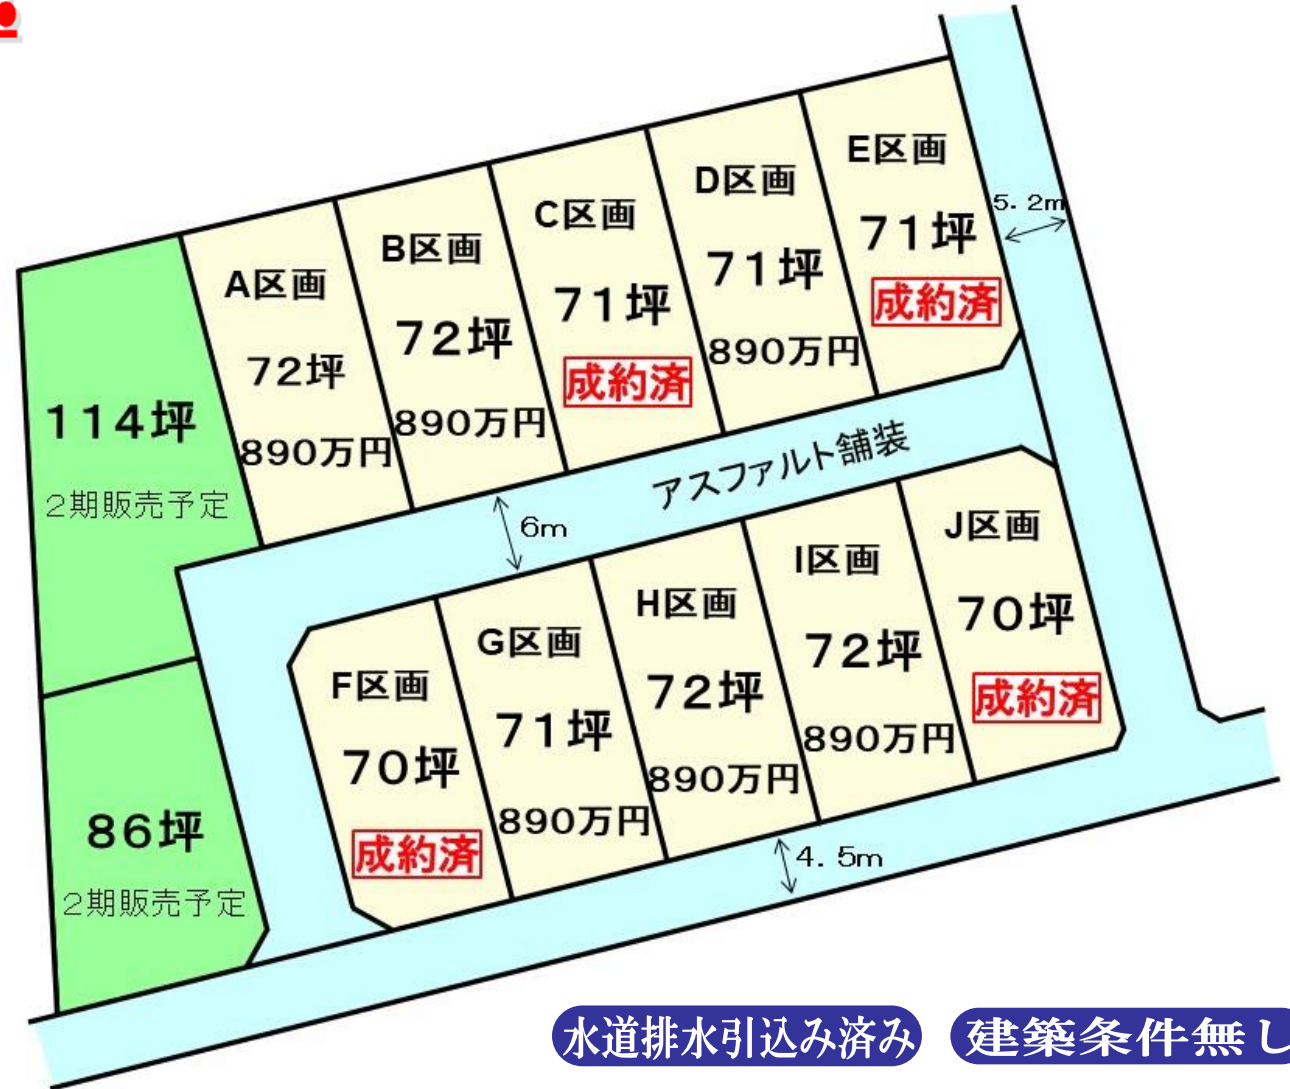 E区画
71坪
成約済
5. 2m
D区画
71坪
890万円
C区画
71坪
成約済
B区画
72坪
890万円
A区画
72坪
890万円
114坪
2期販売予定
アスファルト舗装
6m
J区画
70坪
成約済
I区画
72坪
890万円
H区画
72坪
890万円
G区画
71坪
890万円
F区画
70坪
成約済
86坪
2期販売予定
4. 5m
水道排水引込み済み
建築条件無し